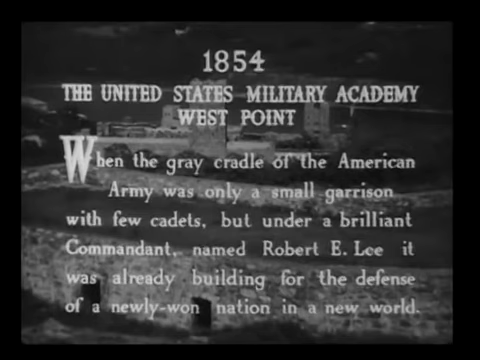 1854
THE UNITED STATES MILITARY ACADEMY
WEST POINT
When the gray cradle of the American
Army was only a small garrison
with few cadets, but under a brilliant
Commandant, named Robert E. Lee it
was already building for the defense
of a newly-won nation in a new world.